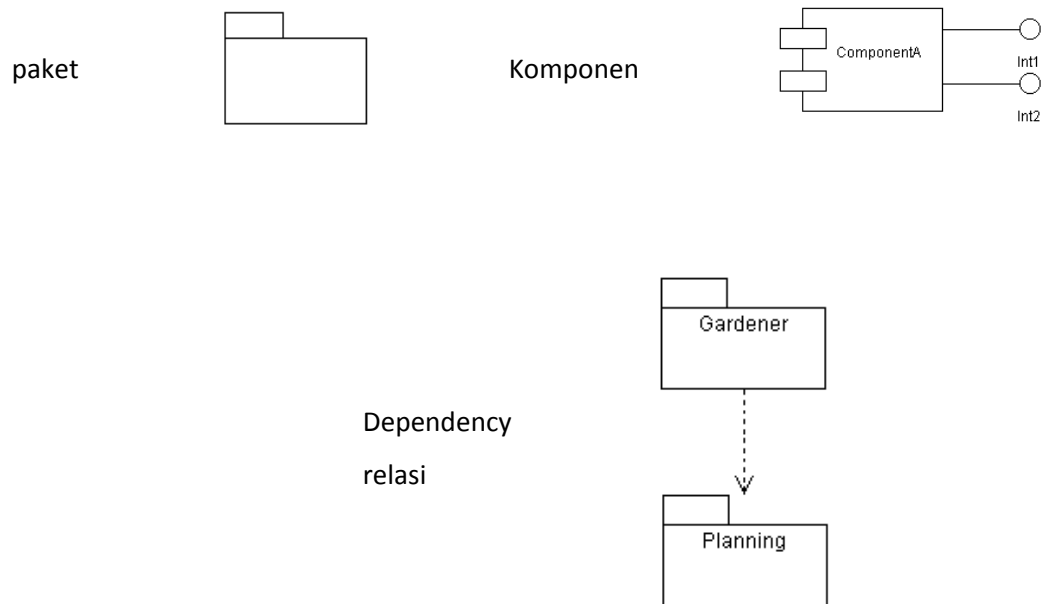 paket
Komponen
ComponentA
Int1
Int2
Gardener
Dependency
relasi
Planning